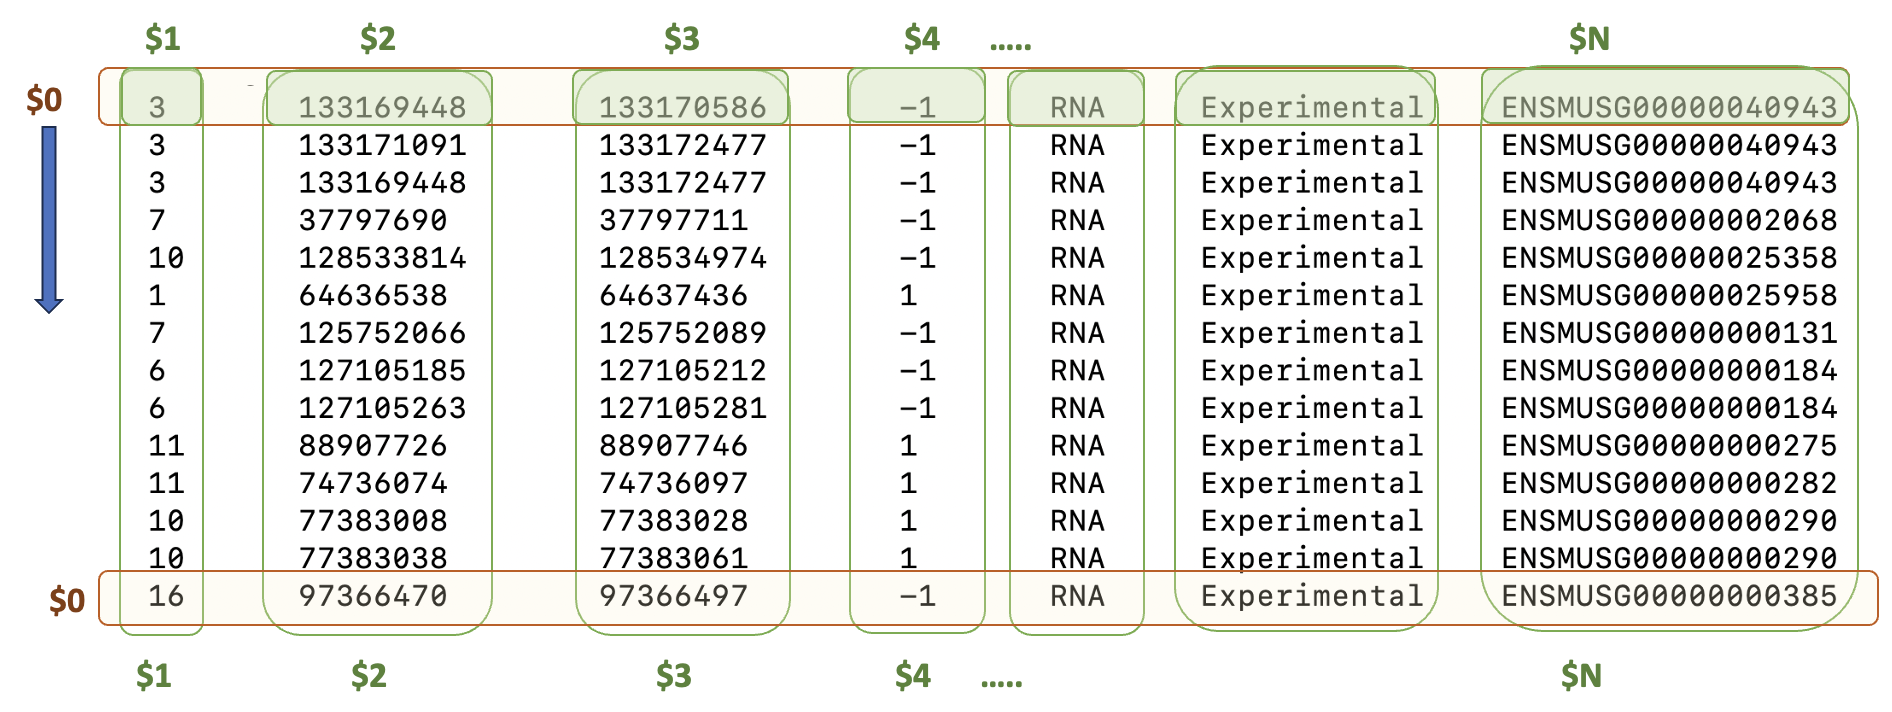 $1 $2 $3 $4 ..... $N
$0 3 133169448 133170586 -1 RNA Experimental ENSMUSG00000040943
3 133171091 133172477 -1 RNA Experimental ENSMUSG00000040943
3 133169448 133172477 -1 RNA Experimental ENSMUSG00000040943
7 37797690 37797711 -1 RNA Experimental ENSMUSG00000002068
10 128533814 128534974 -1 RNA Experimental ENSMUSG00000025358
1 64636538 64637436 1 RNA Experimental ENSMUSG00000025958
7 125752066 125752089 -1 RNA Experimental ENSMUSG00000000131
6 127105185 127105212 -1 RNA Experimental ENSMUSG00000000184
6 127105263 127105281 -1 RNA Experimental ENSMUSG00000000184
11 88907726 88907746 1 RNA Experimental ENSMUSG00000000275
11 74736074 74736097 1 RNA Experimental ENSMUSG00000000282
10 77383008 77383028 1 RNA Experimental ENSMUSG00000000290
10 77383038 77383061 1 RNA Experimental ENSMUSG00000000290
$0 16 97366470 97366497 -1 RNA Experimental ENSMUSG00000000385
$1 $2 $3 $4 ..... $N